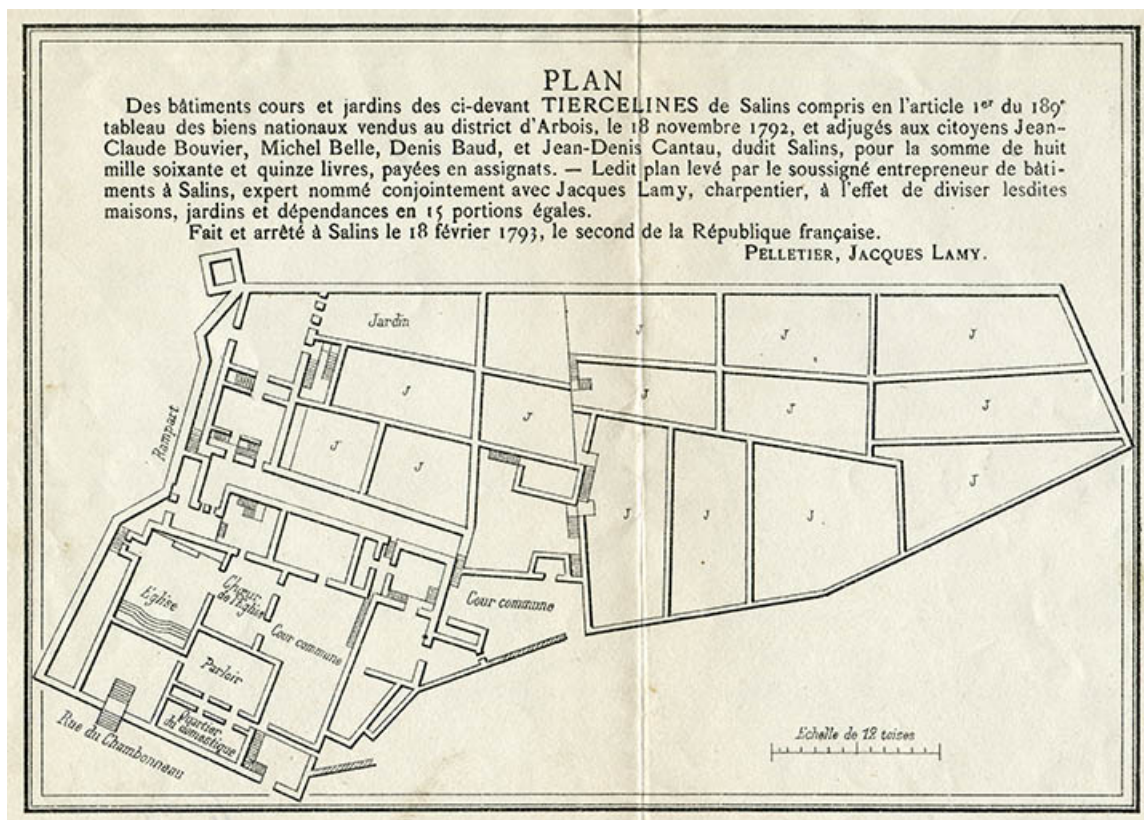 PLAN
Des bâtiments cours et jardins des ci-devant TIERCELINES de Salins compris en l'article 1er du 189e
tableau des biens nationaux vendus au district d'Arbois, le 18 novembre 1792, et adjugés aux citoyens Jean-
Claude Bouvier, Michel Belle, Denis Baud, et Jean-Denis Cantau, dudit Salins, pour la somme de huit
mille soixante et quinze livres, payées en assignats. — Ledit plan levé par le soussigné entrepreneur de bâti-
ments à Salins, expert nommé conjointement avec Jacques Lamy, charpentier, à l'effet de diviser lesdites
maisons, jardins et dépendances en 15 portions égales.
Fait et arrêté à Salins le 18 février 1793, le second de la République française.
PELLETIER, JACQUES LAMY.
Jardin
J
J
J
J
J
J
J
J
J
J
J
J
J
J
Rampart
Eglise
Chœur
de l'Eglise
Cour commune
Cour commune
Parloir
Quartier
du domestique
Rue du Chambonneau
Echelle de 12 toises